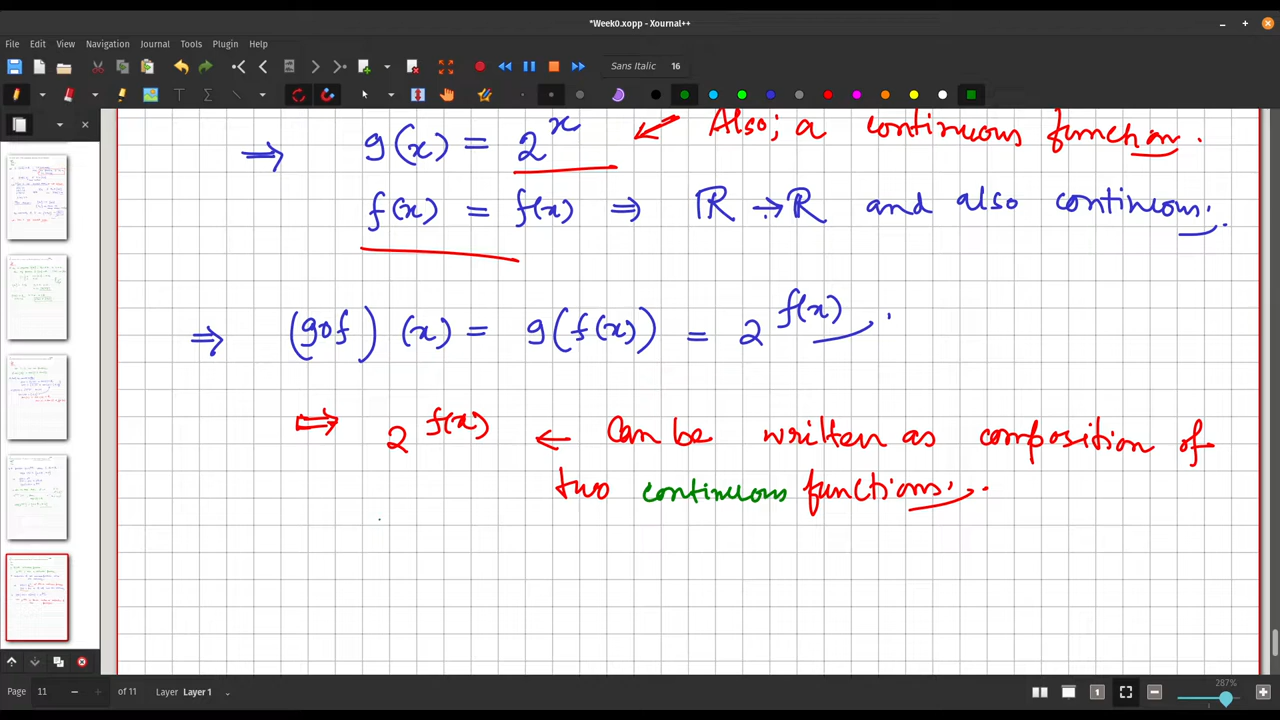 *Week0.xopp - Xournal++
File Edit View Navigation Journal Tools Plugin Help
Sans Italic 16
⇒ g(x) = 2^x ← Also; a continuous function.
f(x) = f(x) ⇒ ℝ → ℝ and also continuous.
⇒ (gof) (x) = g(f(x)) = 2^f(x).
⇒ 2^f(x) ← Can be written as composition of
two continuous functions.
Page 11 of 11 Layer Layer 1 1 287%